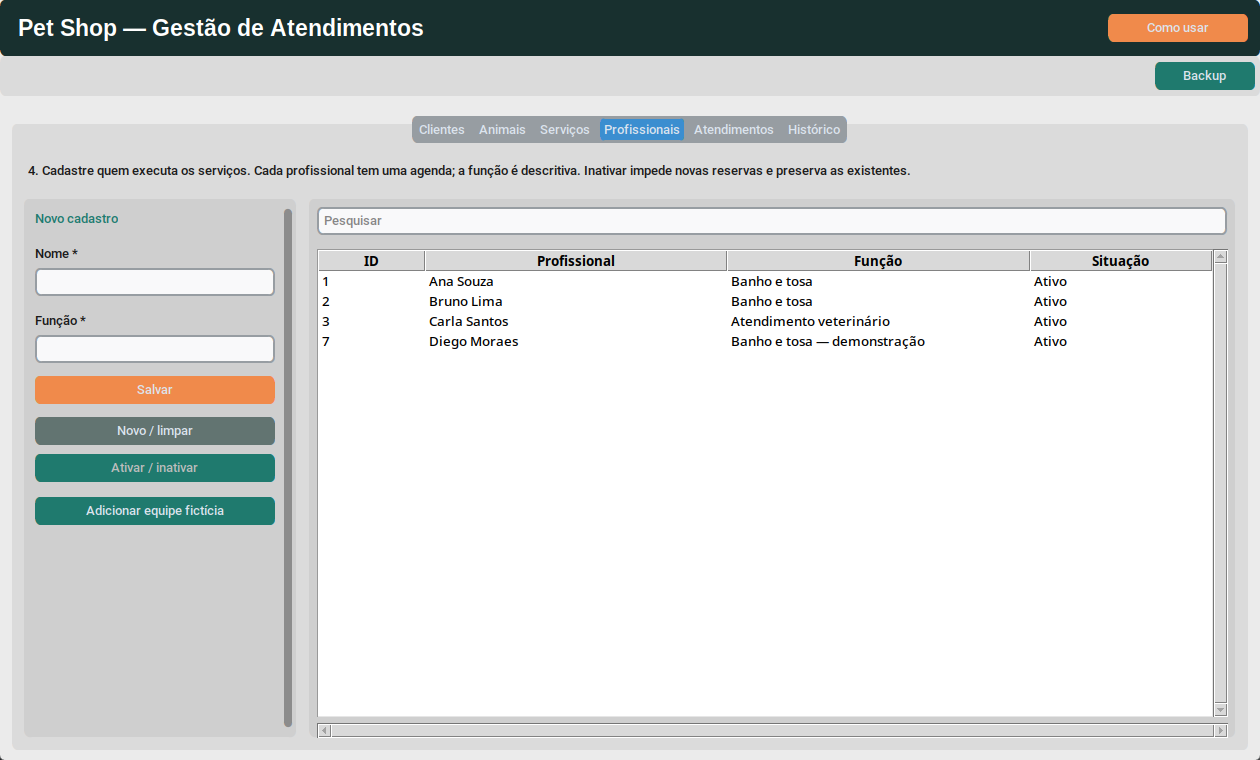 Pet Shop — Gestão de Atendimentos
Como usar
Backup
Clientes Animais Serviços Profissionais Atendimentos Histórico
4. Cadastre quem executa os serviços. Cada profissional tem uma agenda; a função é descritiva. Inativar impede novas reservas e preserva as existentes.
Novo cadastro
Nome *
Função *
Salvar
Novo / limpar
Ativar / inativar
Adicionar equipe fictícia
Pesquisar
ID Profissional Função Situação
1 Ana Souza Banho e tosa Ativo
2 Bruno Lima Banho e tosa Ativo
3 Carla Santos Atendimento veterinário Ativo
7 Diego Moraes Banho e tosa — demonstração Ativo